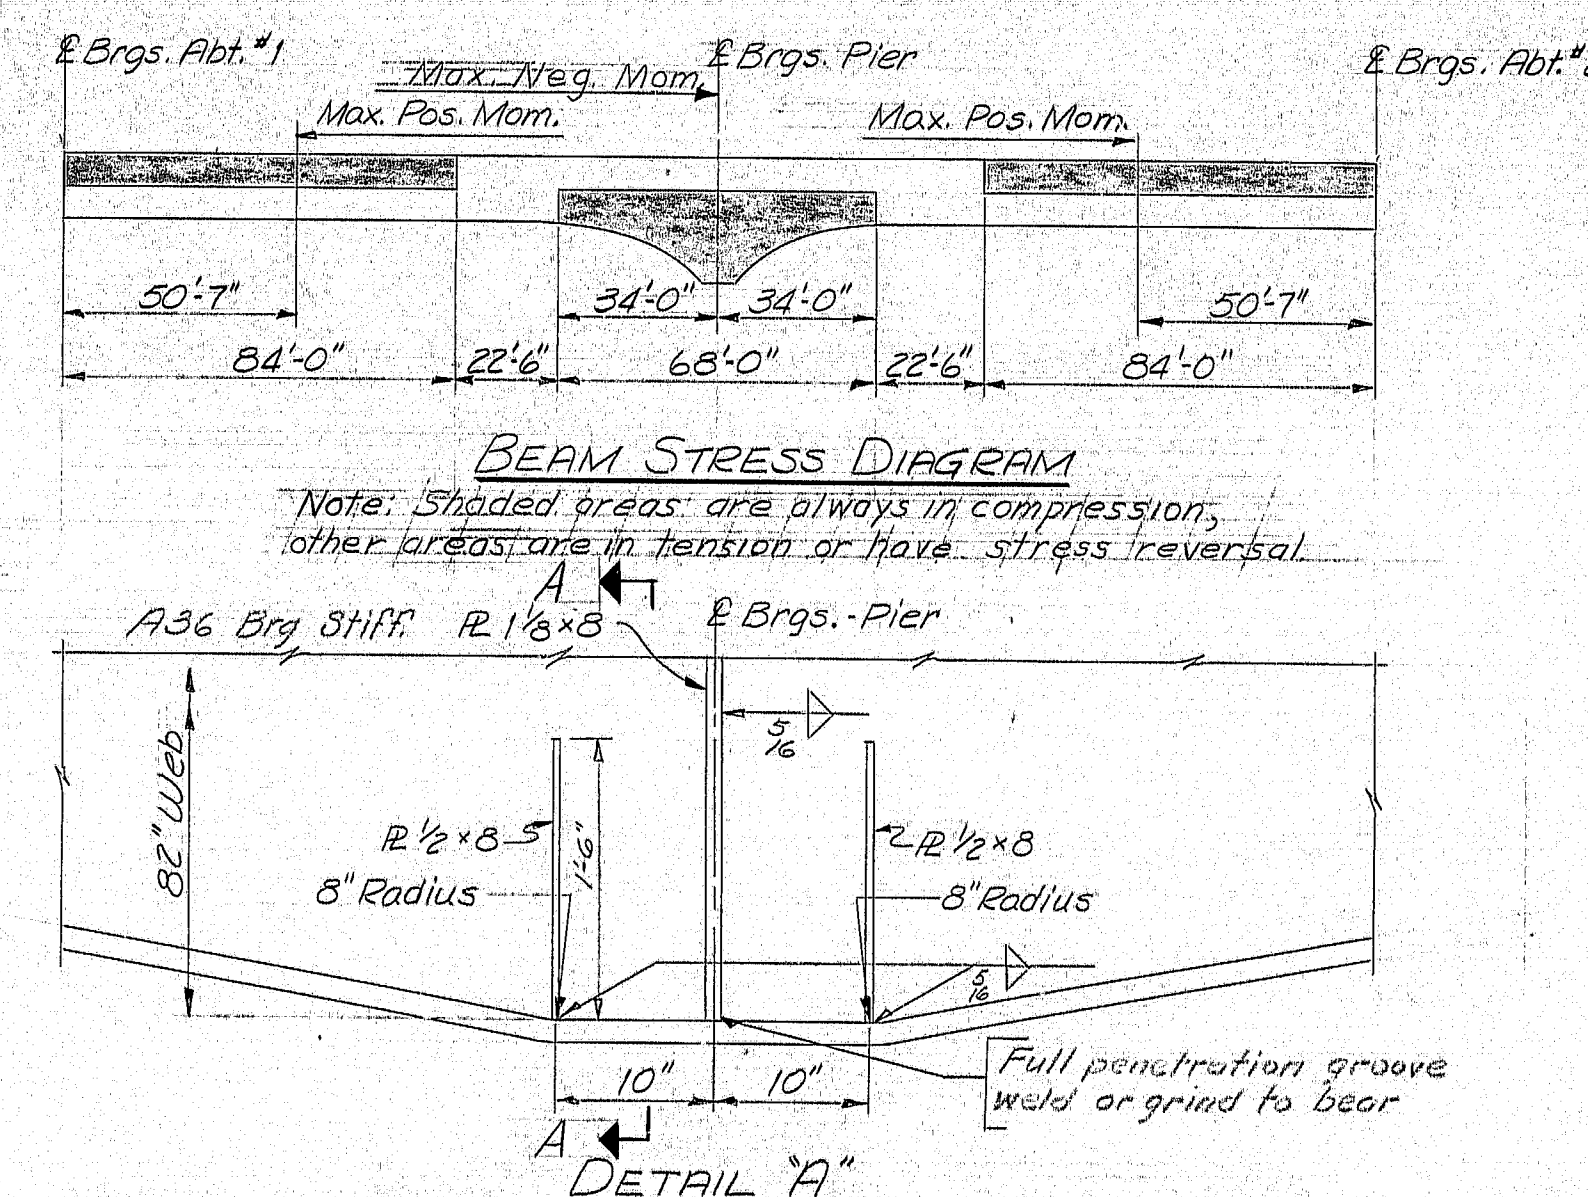 ℄ Brgs. Abt. #1
℄ Brgs. Pier
℄ Brgs. Abt. #
Max. Neg. Mom.
Max. Pos. Mom.
Max. Pos. Mom.
50'-7"
34'-0"
34'-0"
50'-7"
84'-0"
22'-6"
68'-0"
22'-6"
84'-0"
BEAM STRESS DIAGRAM
Note: Shaded areas are always in compression,
other areas are in tension or have stress reversal.
A
A36 Brg Stiff. ℙL 1 1/8 x 8
℄ Brgs.-Pier
5/16
82" Web
PL 1/2 x 8
1'-6"
PL 1/2 x 8
8" Radius
8" Radius
5/16
10"
10"
Full penetration groove
weld or grind to bear
A
DETAIL "A"